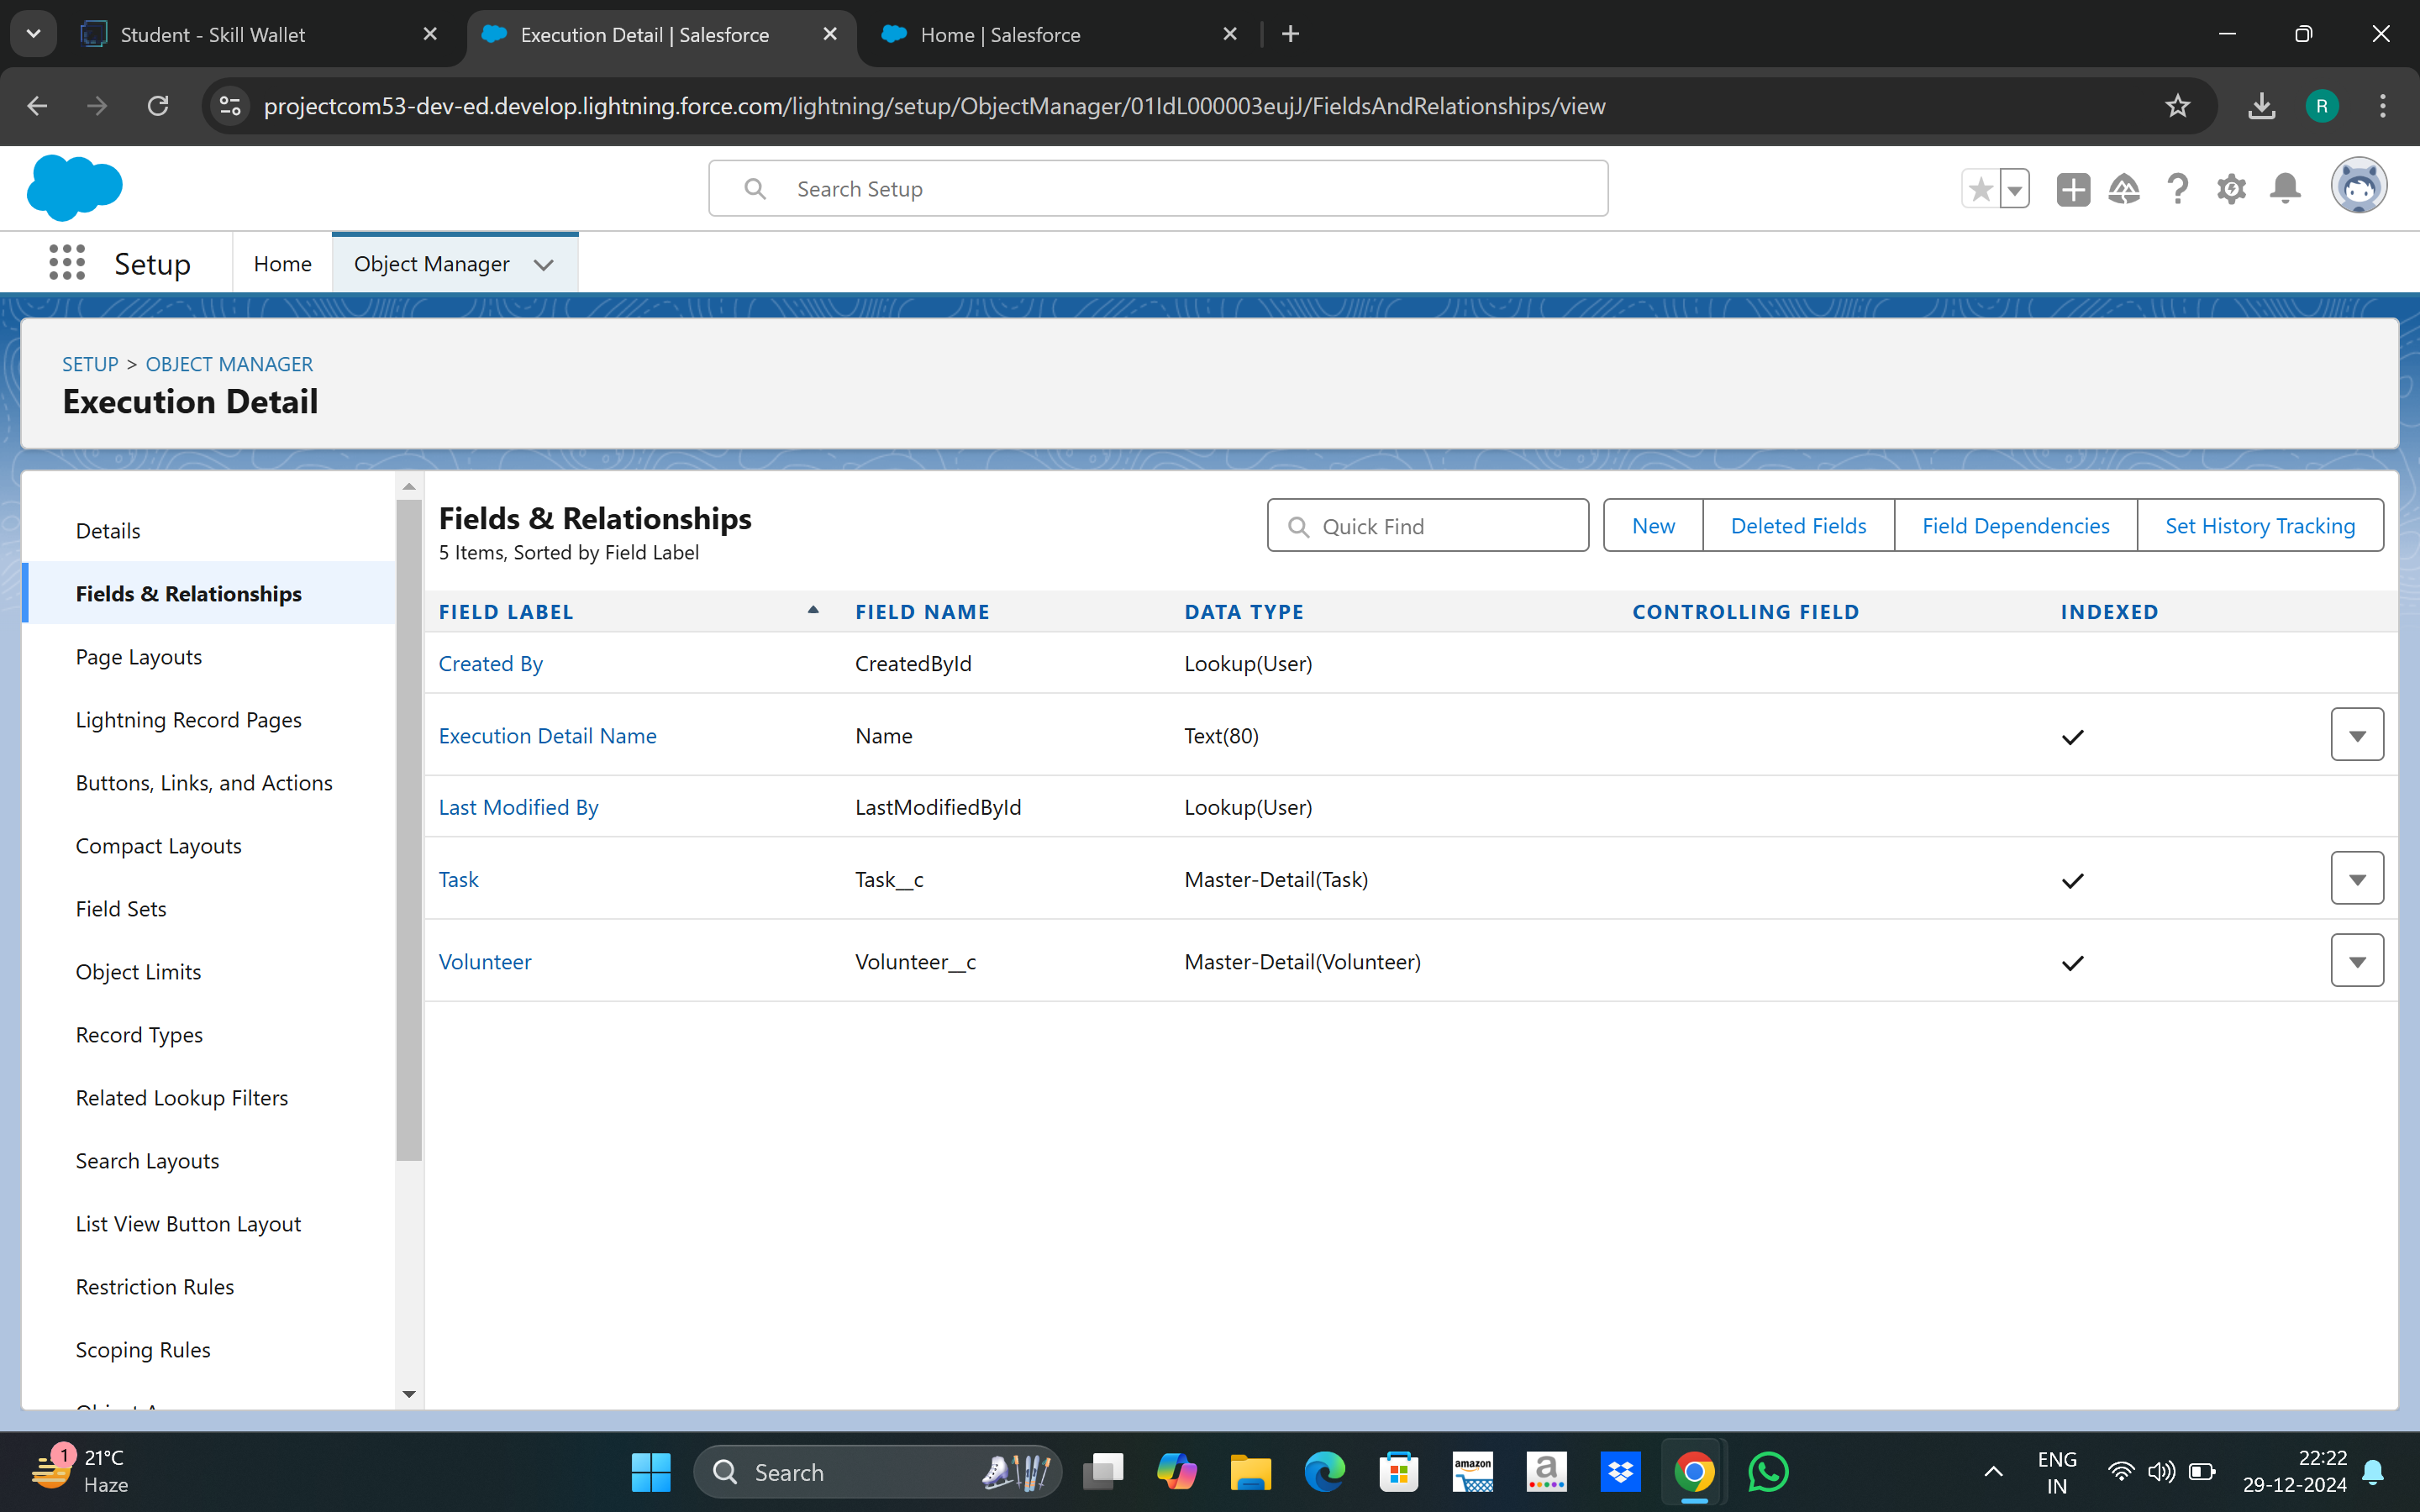 Student - Skill Wallet
Execution Detail | Salesforce
Home | Salesforce
projectcom53-dev-ed.develop.lightning.force.com/lightning/setup/ObjectManager/01IdL000003eujJ/FieldsAndRelationships/view
R
Search Setup
Setup
Home
Object Manager
SETUP > OBJECT MANAGER
Execution Detail
Details
Fields & Relationships
Page Layouts
Lightning Record Pages
Buttons, Links, and Actions
Compact Layouts
Field Sets
Object Limits
Record Types
Related Lookup Filters
Search Layouts
List View Button Layout
Restriction Rules
Scoping Rules
Fields & Relationships
5 Items, Sorted by Field Label
Quick Find
New
Deleted Fields
Field Dependencies
Set History Tracking
FIELD LABEL FIELD NAME DATA TYPE CONTROLLING FIELD INDEXED
Created By CreatedById Lookup(User)
Execution Detail Name Name Text(80)
Last Modified By LastModifiedById Lookup(User)
Task Task__c Master-Detail(Task)
Volunteer Volunteer__c Master-Detail(Volunteer)
1
21°C
Haze
Search
amazon
a
ENG
IN
22:22
29-12-2024